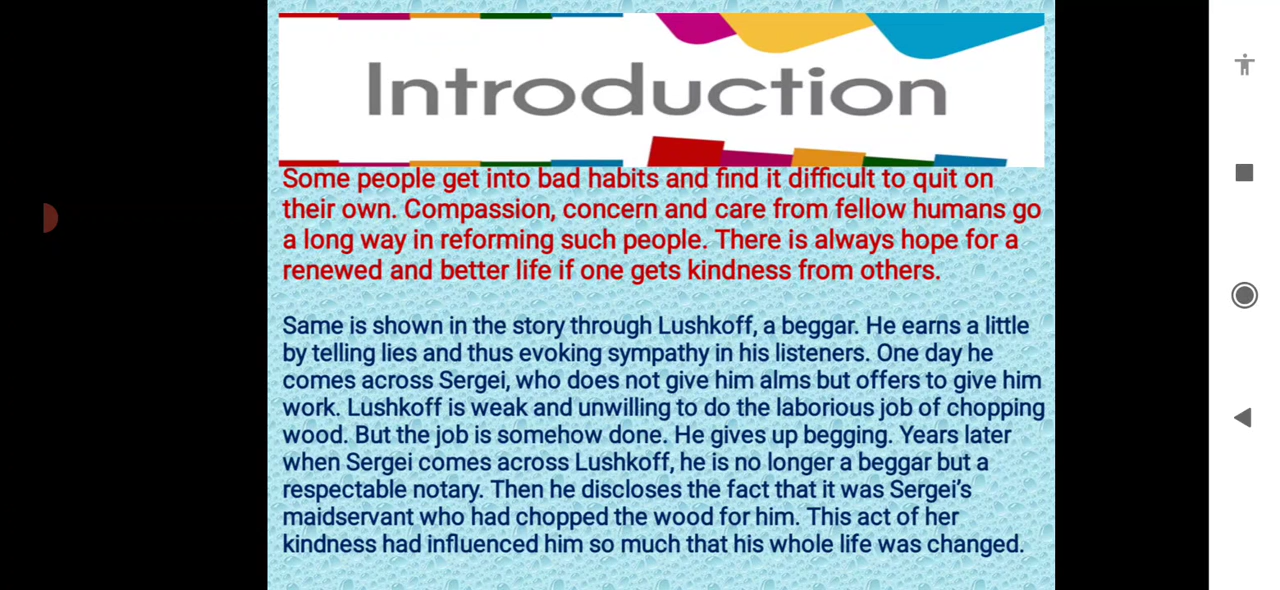 Introduction
Some people get into bad habits and find it difficult to quit on
their own. Compassion, concern and care from fellow humans go
a long way in reforming such people. There is always hope for a
renewed and better life if one gets kindness from others.
Same is shown in the story through Lushkoff, a beggar. He earns a little
by telling lies and thus evoking sympathy in his listeners. One day he
comes across Sergei, who does not give him alms but offers to give him
work. Lushkoff is weak and unwilling to do the laborious job of chopping
wood. But the job is somehow done. He gives up begging. Years later
when Sergei comes across Lushkoff, he is no longer a beggar but a
respectable notary. Then he discloses the fact that it was Sergei's
maidservant who had chopped the wood for him. This act of her
kindness had influenced him so much that his whole life was changed.